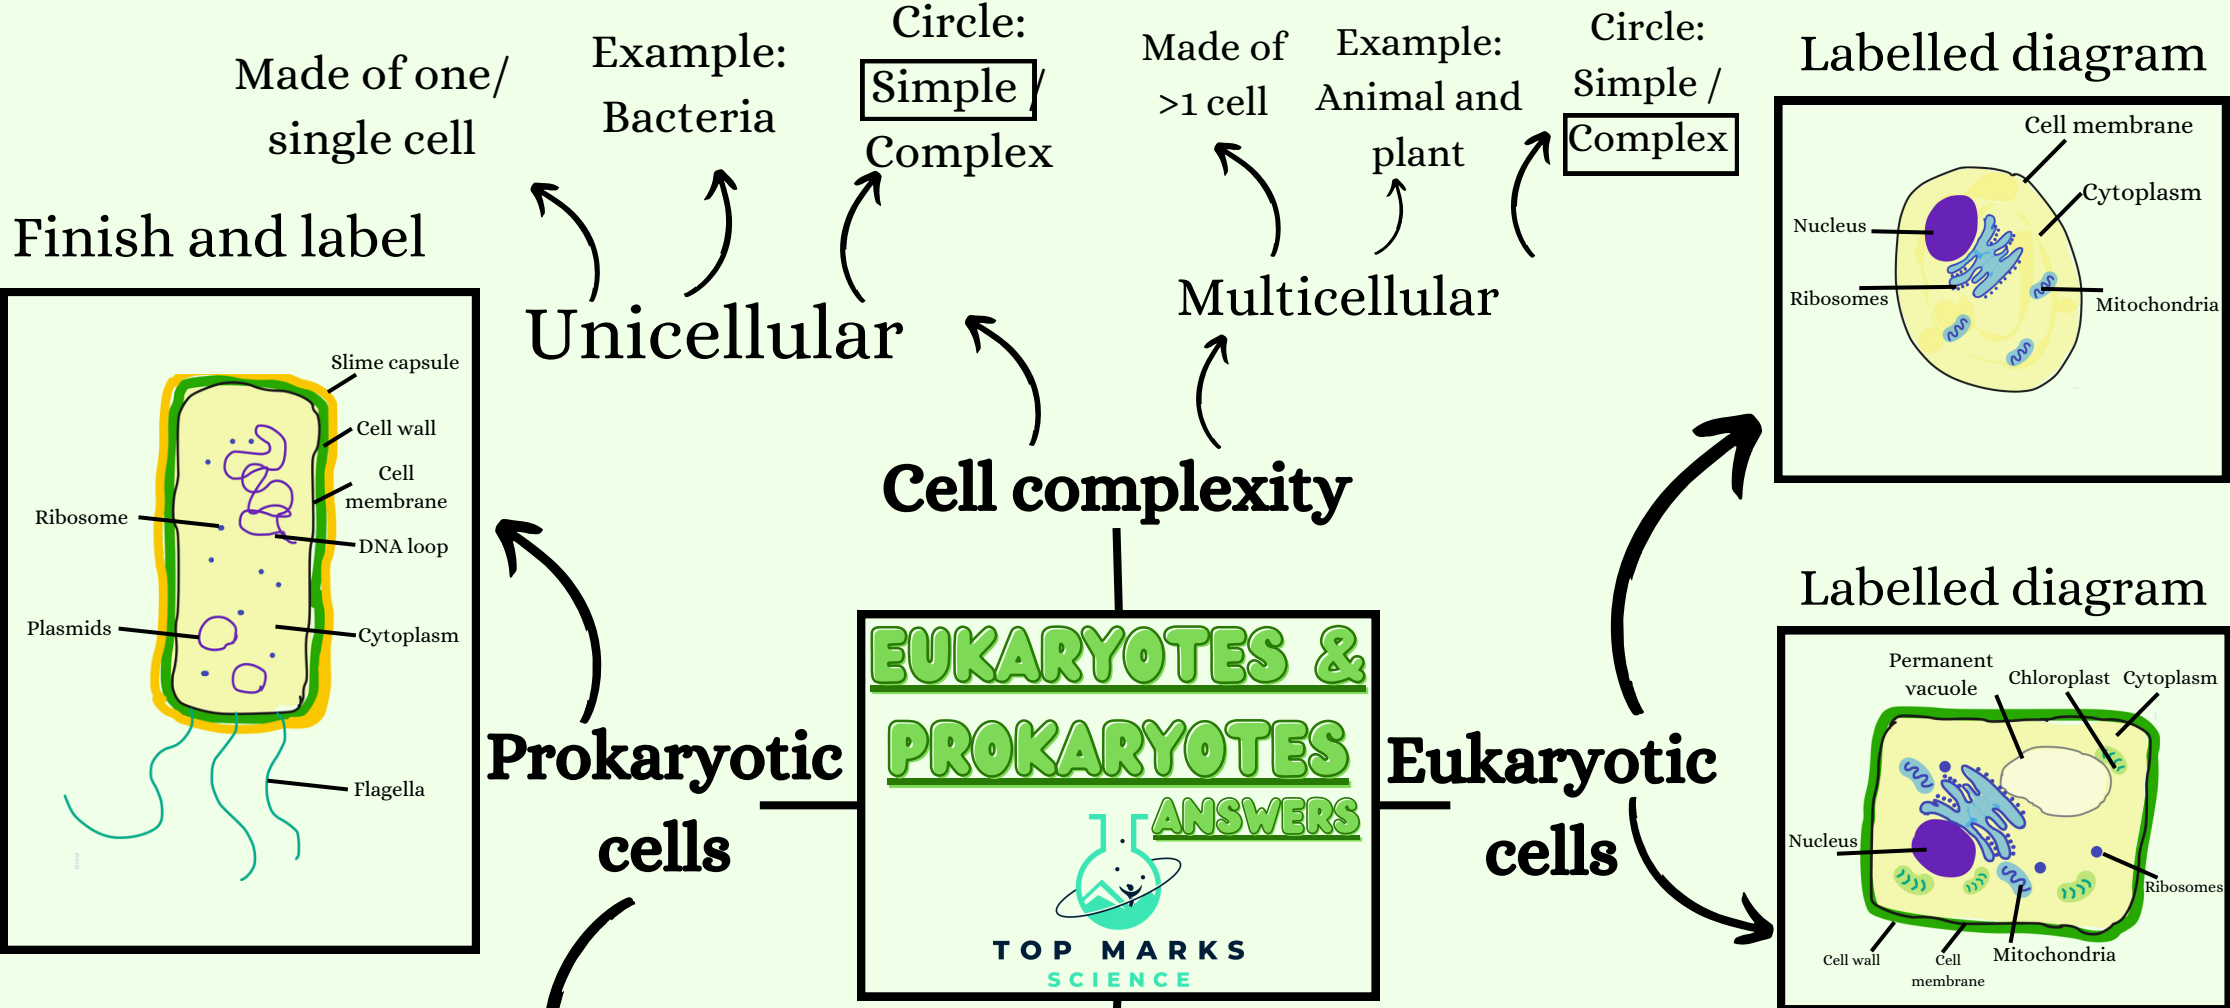 Made of one/
single cell
Example:
Bacteria
Circle:
Simple /
Complex
Made of
>1 cell
Example:
Animal and
plant
Circle:
Simple /
Complex
Labelled diagram
Cell membrane
Cytoplasm
Nucleus
Ribosomes
Mitochondria
Finish and label
Slime capsule
Cell wall
Cell
membrane
Ribosome
DNA loop
Plasmids
Cytoplasm
Flagella
Unicellular
Multicellular
Cell complexity
Labelled diagram
Permanent
vacuole
Chloroplast
Cytoplasm
Nucleus
Ribosomes
Cell wall
Cell
membrane
Mitochondria
Prokaryotic
cells
EUKARYOTES &
PROKARYOTES
ANSWERS
TOP MARKS
SCIENCE
Eukaryotic
cells